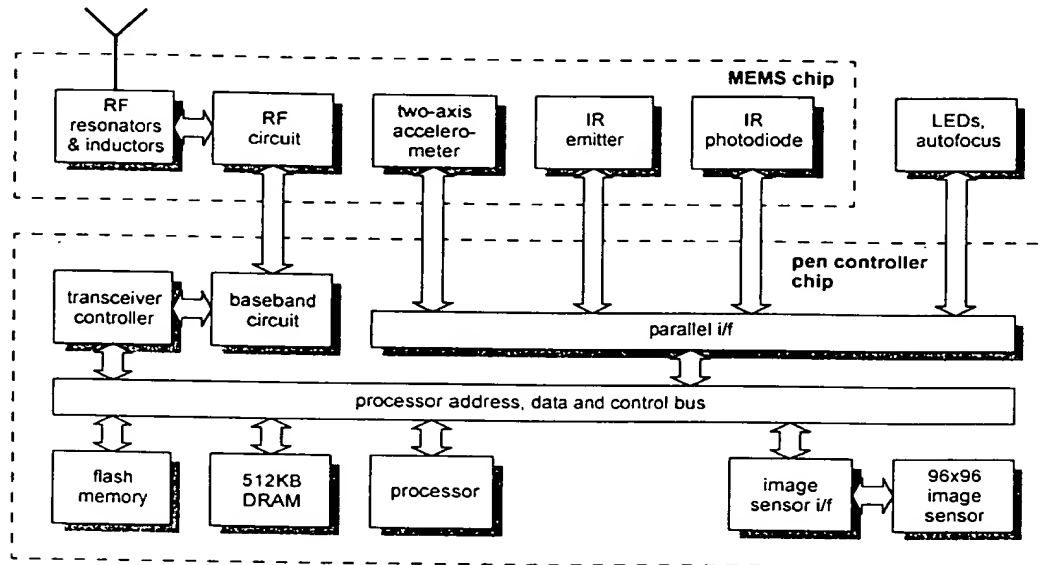 MEMS chip
RF
resonators
& inductors
RF
circuit
two-axis
accelero-
meter
IR
emitter
IR
photodiode
LEDs,
autofocus
pen controller
chip
transceiver
controller
baseband
circuit
parallel i/f
processor address, data and control bus
flash
memory
512KB
DRAM
processor
image
sensor i/f
96x96
image
sensor